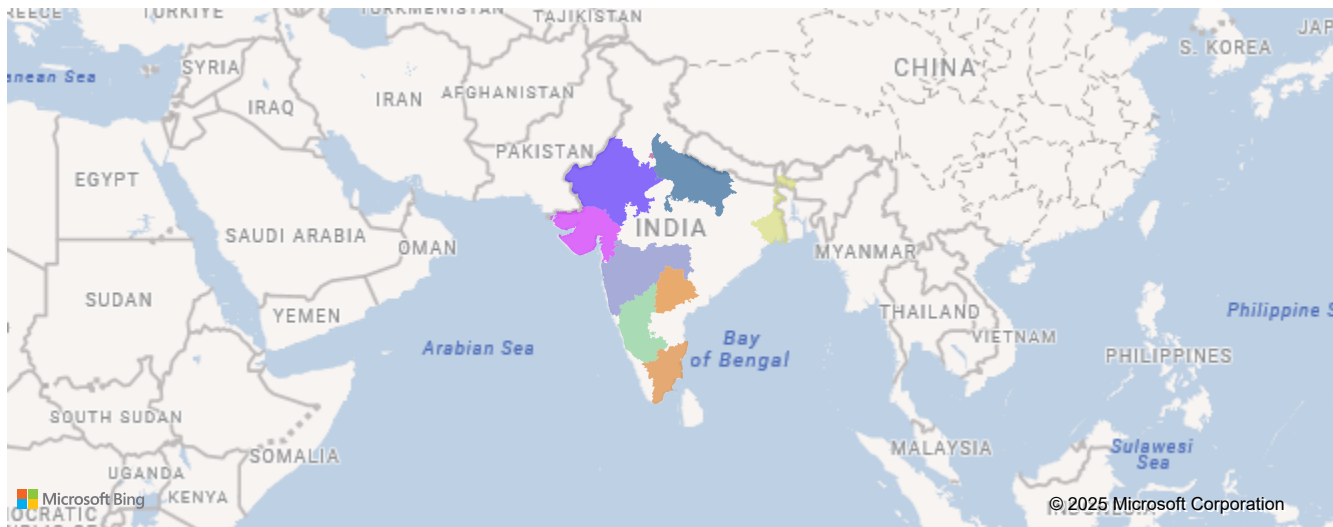 REECE
TÜRKIYE
TURKMENISTAN
TAJIKISTAN
S. KOREA
JAP
anean Sea
SYRIA
IRAQ
IRAN
AFGHANISTAN
CHINA
PAKISTAN
EGYPT
SAUDI ARABIA
OMAN
INDIA
MYANMAR
SUDAN
YEMEN
THAILAND
VIETNAM
Philippine S
Arabian Sea
Bay
of Bengal
PHILIPPINES
SOUTH SUDAN
SOMALIA
MALAYSIA
Sulawesi
Sea
UGANDA
KENYA
Microsoft Bing
OCRATIC
INDONESIA
© 2025 Microsoft Corporation